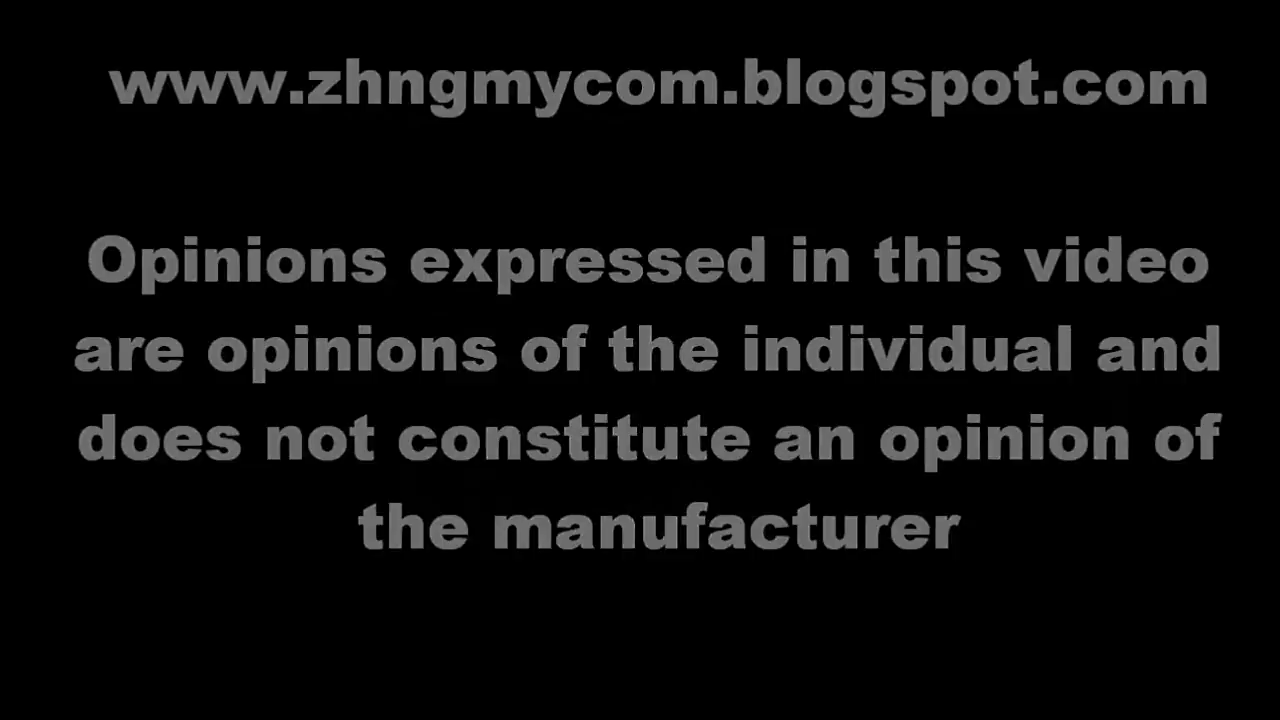 www.zhngmycom.blogspot.com
Opinions expressed in this video
are opinions of the individual and
does not constitute an opinion of
the manufacturer